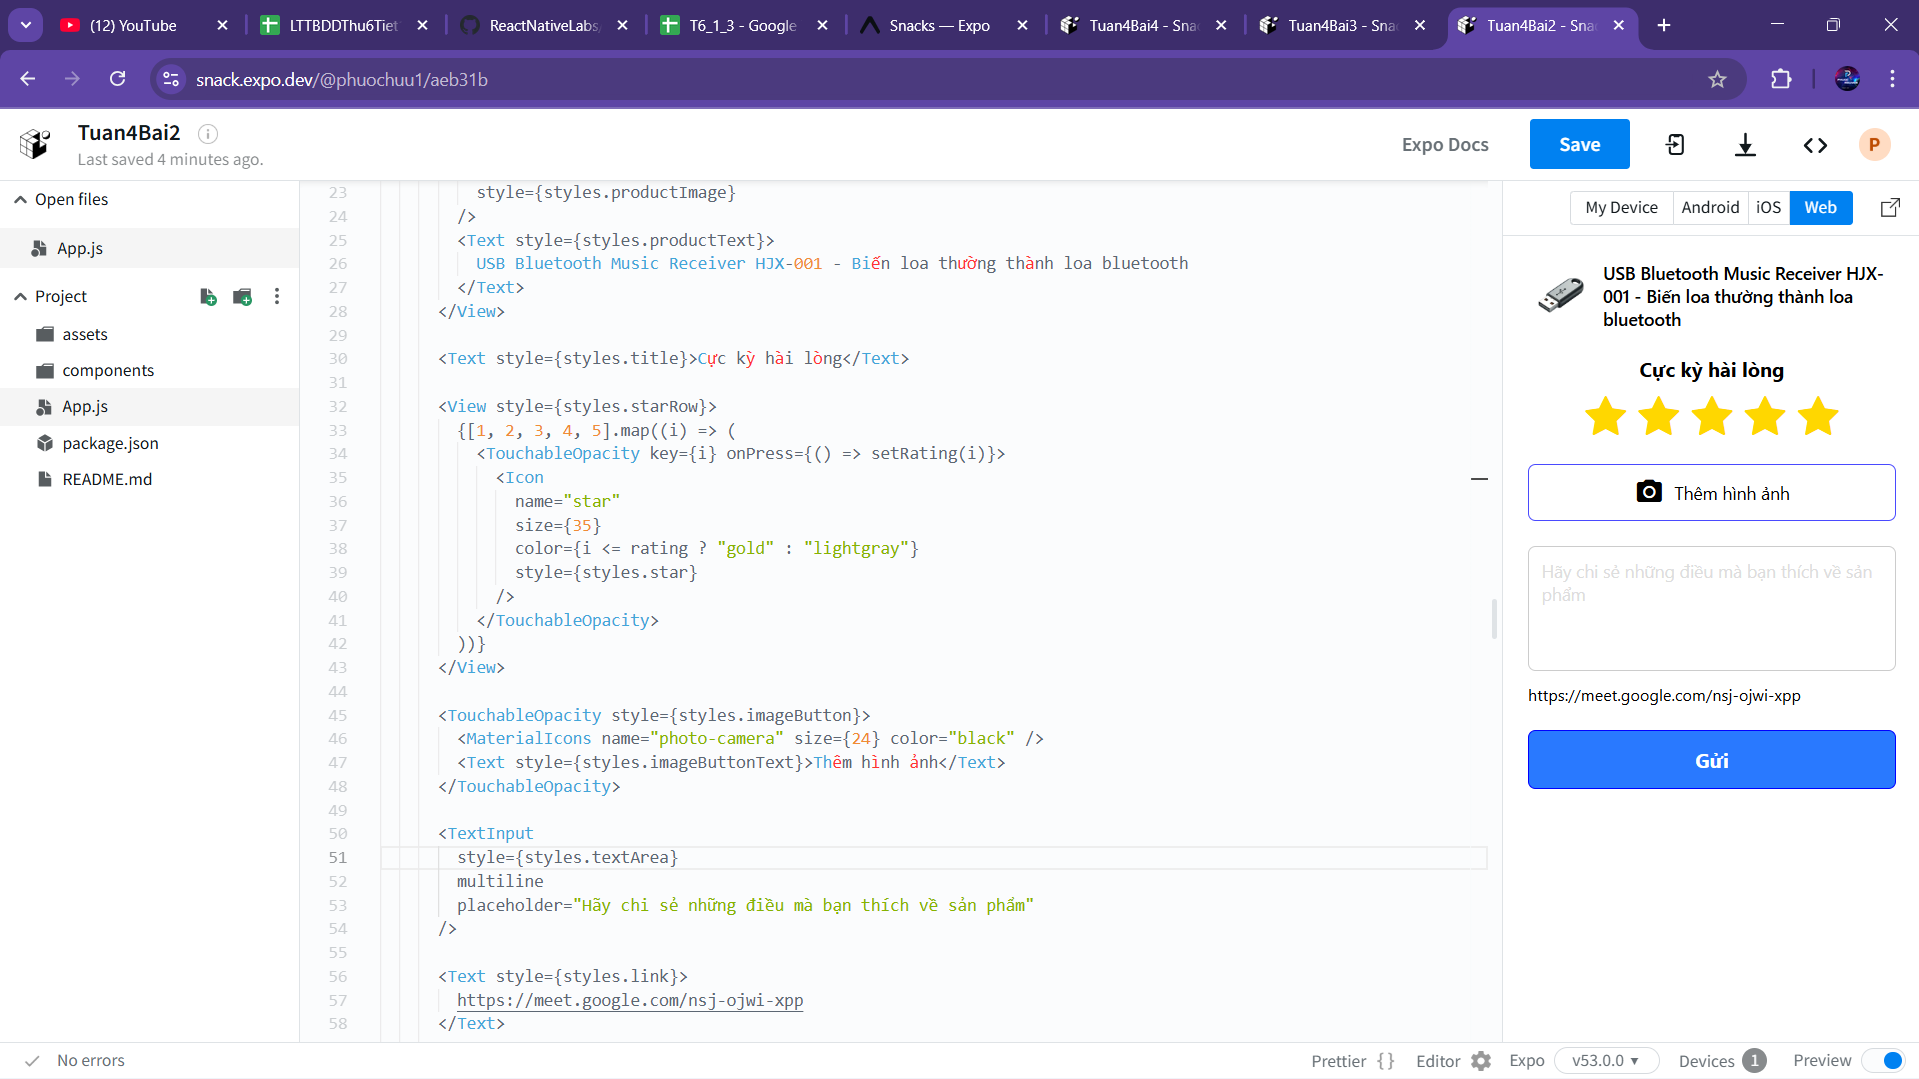 (12) YouTube
LTTBDDThu6Tiet
ReactNativeLabs
T6_1_3 - Google
Snacks — Expo
Tuan4Bai4 - Snac
Tuan4Bai3 - Snac
Tuan4Bai2 - Snac
snack.expo.dev/@phuochuu1/aeb31b
Tuan4Bai2
Last saved 4 minutes ago.
Expo Docs
Save
P
Open files
App.js
Project
assets
components
App.js
package.json
README.md
23 style={styles.productImage}
24 />
25 <Text style={styles.productText}>
26 USB Bluetooth Music Receiver HJX-001 - Biến loa thường thành loa bluetooth
27 </Text>
28 </View>
29
30 <Text style={styles.title}>Cực kỳ hài lòng</Text>
31
32 <View style={styles.starRow}>
33 {[1, 2, 3, 4, 5].map((i) => (
34 <TouchableOpacity key={i} onPress={() => setRating(i)}>
35 <Icon
36 name="star"
37 size={35}
38 color={i <= rating ? "gold" : "lightgray"}
39 style={styles.star}
40 />
41 </TouchableOpacity>
42 ))}
43 </View>
44
45 <TouchableOpacity style={styles.imageButton}>
46 <MaterialIcons name="photo-camera" size={24} color="black" />
47 <Text style={styles.imageButtonText}>Thêm hình ảnh</Text>
48 </TouchableOpacity>
49
50 <TextInput
51 style={styles.textArea}
52 multiline
53 placeholder="Hãy chi sẻ những điều mà bạn thích về sản phẩm"
54 />
55
56 <Text style={styles.link}>
57 https://meet.google.com/nsj-ojwi-xpp
58 </Text>
My Device
Android
iOS
Web
USB Bluetooth Music Receiver HJX-
001 - Biến loa thường thành loa
bluetooth
Cực kỳ hài lòng
Thêm hình ảnh
Hãy chi sẻ những điều mà bạn thích về sản
phẩm
https://meet.google.com/nsj-ojwi-xpp
Gửi
No errors
Prettier { }
Editor
Expo
v53.0.0
Devices 1
Preview